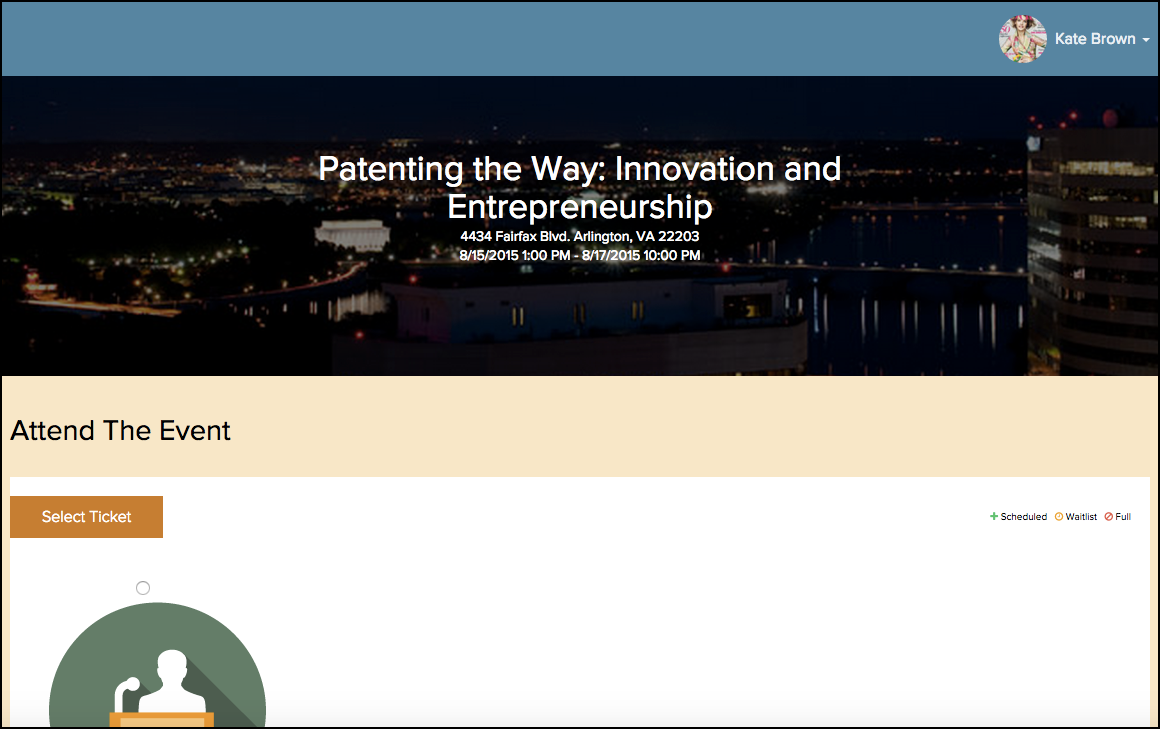 Kate Brown
Patenting the Way: Innovation and
Entrepreneurship
4434 Fairfax Blvd. Arlington, VA 22203
8/15/2015 1:00 PM - 8/17/2015 10:00 PM
Attend The Event
Select Ticket
Scheduled Waitlist Full